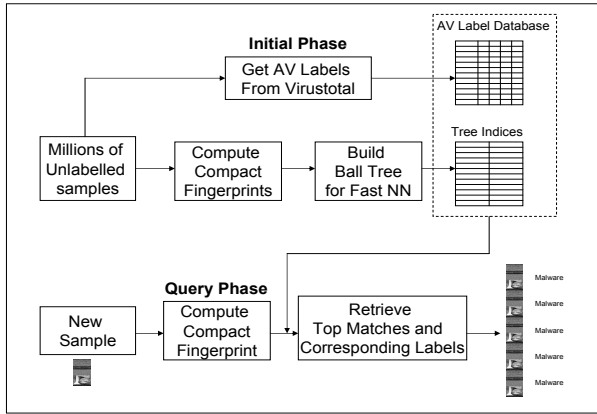 AV Label Database
Initial Phase
Get AV Labels
From Virustotal
Tree Indices
Millions of
Unlabelled
samples
Compute
Compact
Fingerprints
Build
Ball Tree
for Fast NN
Query Phase
New
Sample
Compute
Compact
Fingerprint
Retrieve
Top Matches and
Corresponding Labels
Malware
Malware
Malware
Malware
Malware